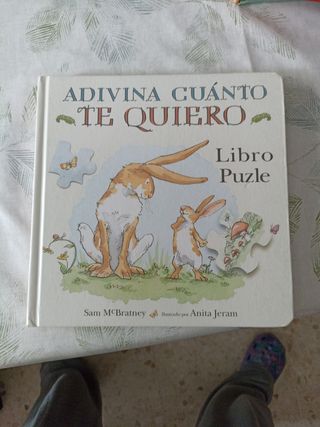 ADIVINA CUÁNTO
TE QUIERO
Libro
Puzle
Sam McBratney
Ilustrado por Anita Jeram